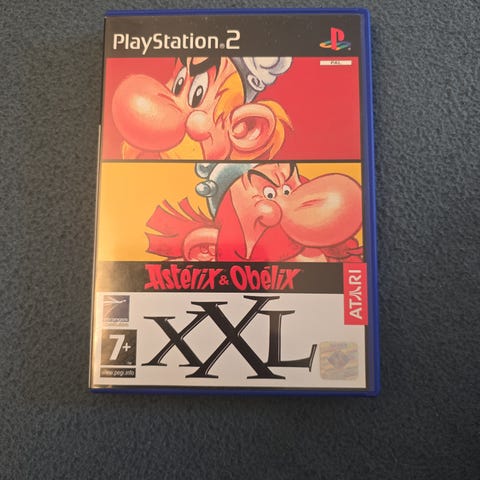 PlayStation®2
PAL
Astérix & Obélix
XXL
ATARI
7+
www.pegi.info